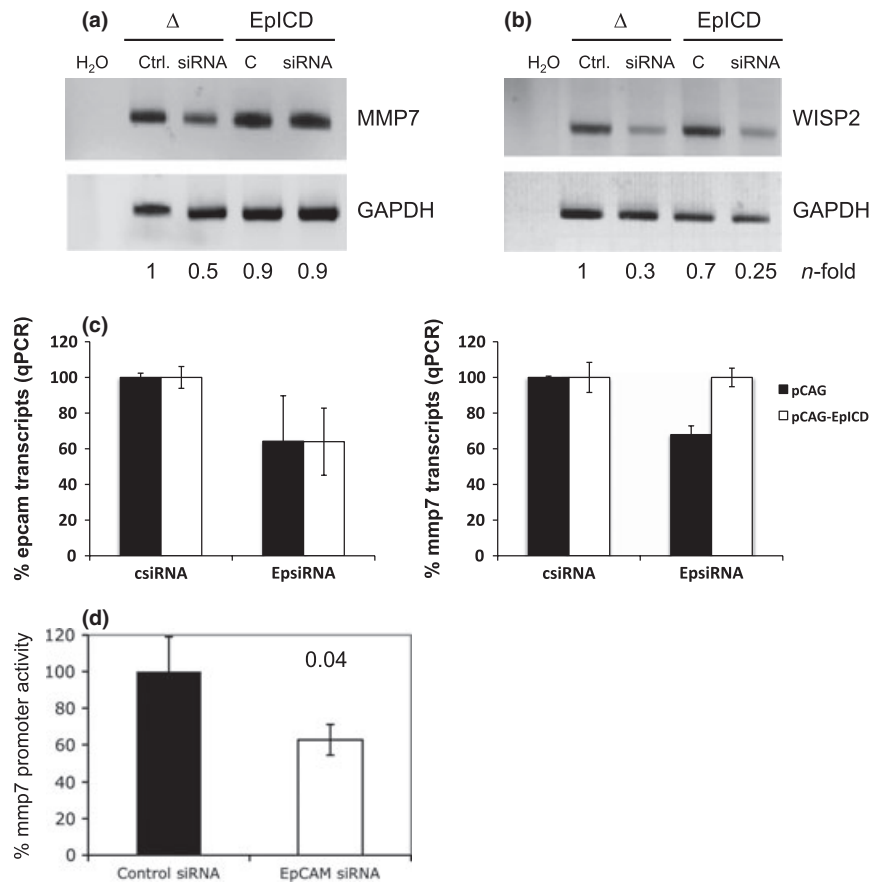 (a)
Δ EpICD
H₂O Ctrl. siRNA C siRNA
MMP7
GAPDH
1 0.5 0.9 0.9
(b)
Δ EpICD
H₂O Ctrl. siRNA C siRNA
WISP2
GAPDH
1 0.3 0.7 0.25 n-fold
(c)
% epcam transcripts (qPCR)
120
100
80
60
40
20
0
csiRNA EpsiRNA
% mmp7 transcripts (qPCR)
120
100
80
60
40
20
0
csiRNA EpsiRNA
pCAG
pCAG-EpICD
(d)
% mmp7 promoter activity
120
100
80
60
40
20
0
0.04
Control siRNA EpCAM siRNA